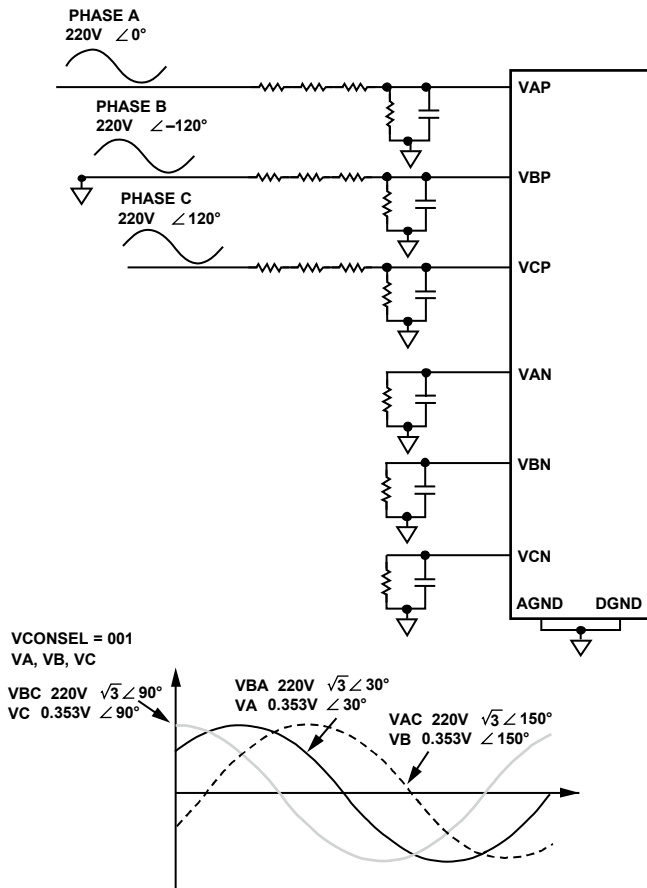 PHASE A
220V ∠0°
VAP
PHASE B
220V ∠–120°
VBP
PHASE C
220V ∠120°
VCP
VAN
VBN
VCN
AGND DGND
VCONSEL = 001
VA, VB, VC
VBC 220V √3∠90°
VC 0.353V ∠90°
VBA 220V √3∠30°
VA 0.353V ∠30°
VAC 220V √3∠150°
VB 0.353V ∠150°